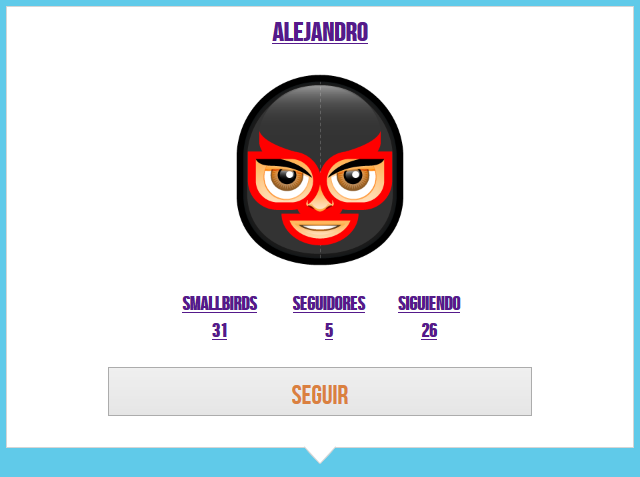 ALEJANDRO
SMALLBIRDS SEGUIDORES SIGUIENDO
31 5 26
SEGUIR